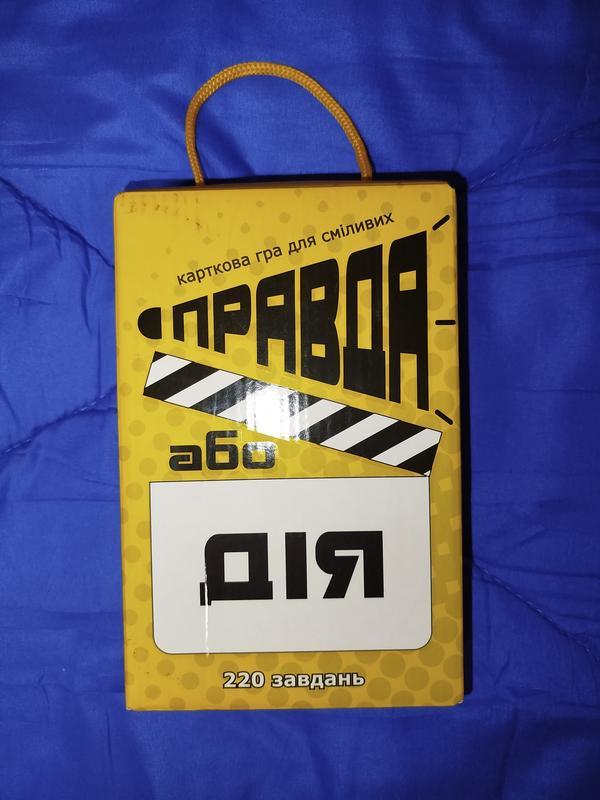 карткова гра для сміливих
ПРАВДА
або
ДІЯ
220 завдань